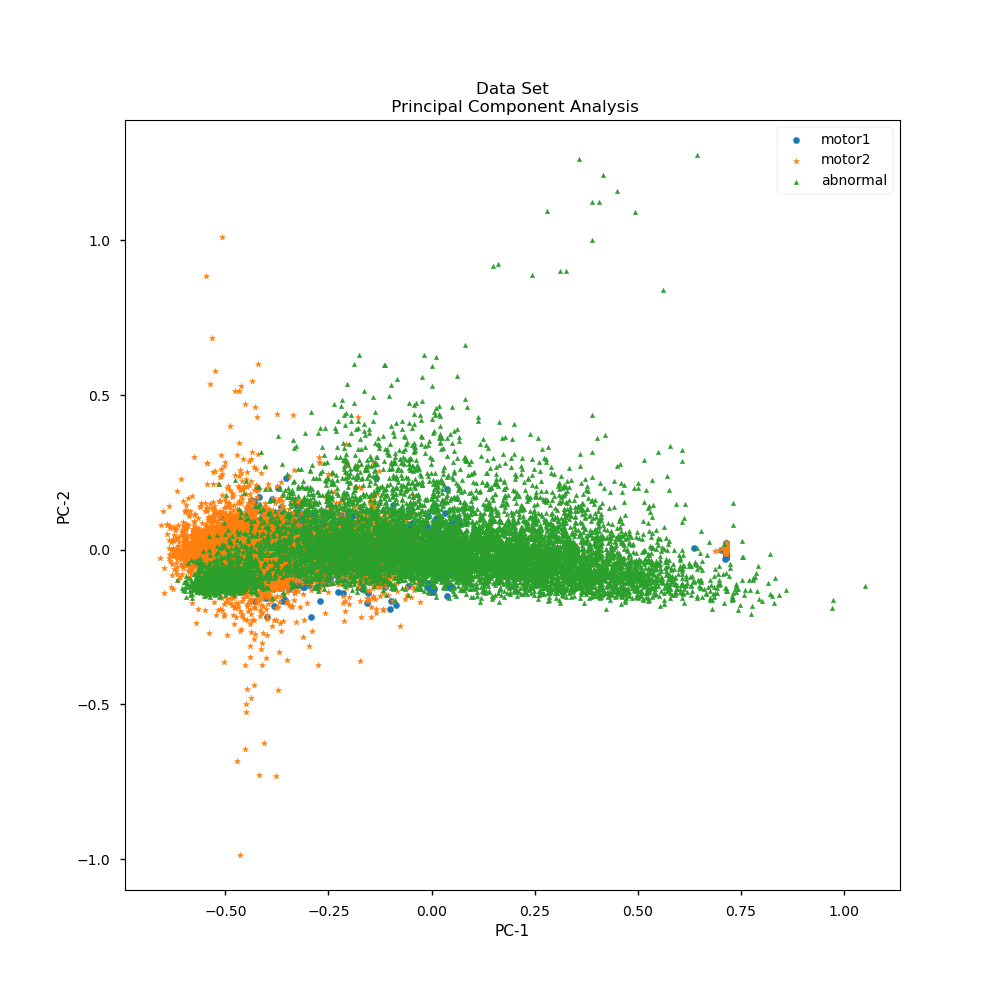 Data Set
Principal Component Analysis
motor1
motor2
abnormal
1.0
0.5
0.0
−0.5
−1.0
PC-2
−0.50 −0.25 0.00 0.25 0.50 0.75 1.00
PC-1